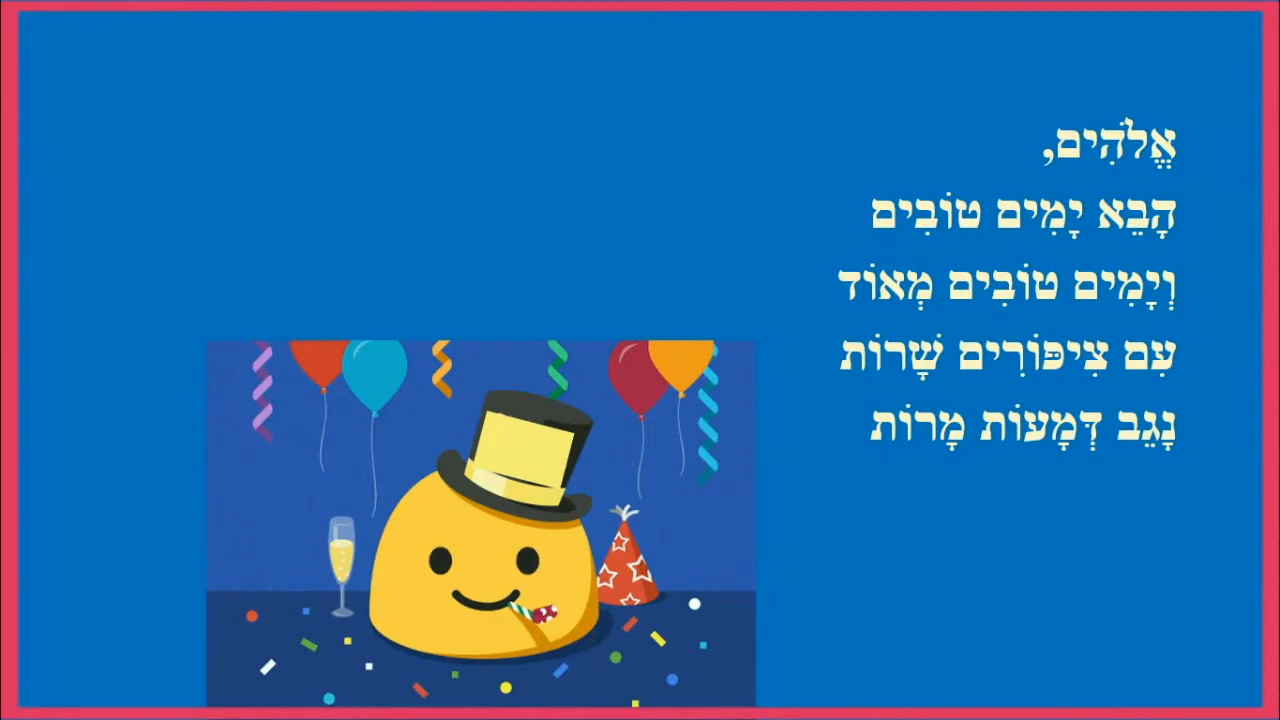 אֱלֹהִים,
הָבֵא יָמִים טוֹבִים
וְיָמִים טוֹבִים מְאוֹד
עִם צִיפּוֹרִים שָׁרוֹת
נָגֵב דְּמָעוֹת מָרוֹת